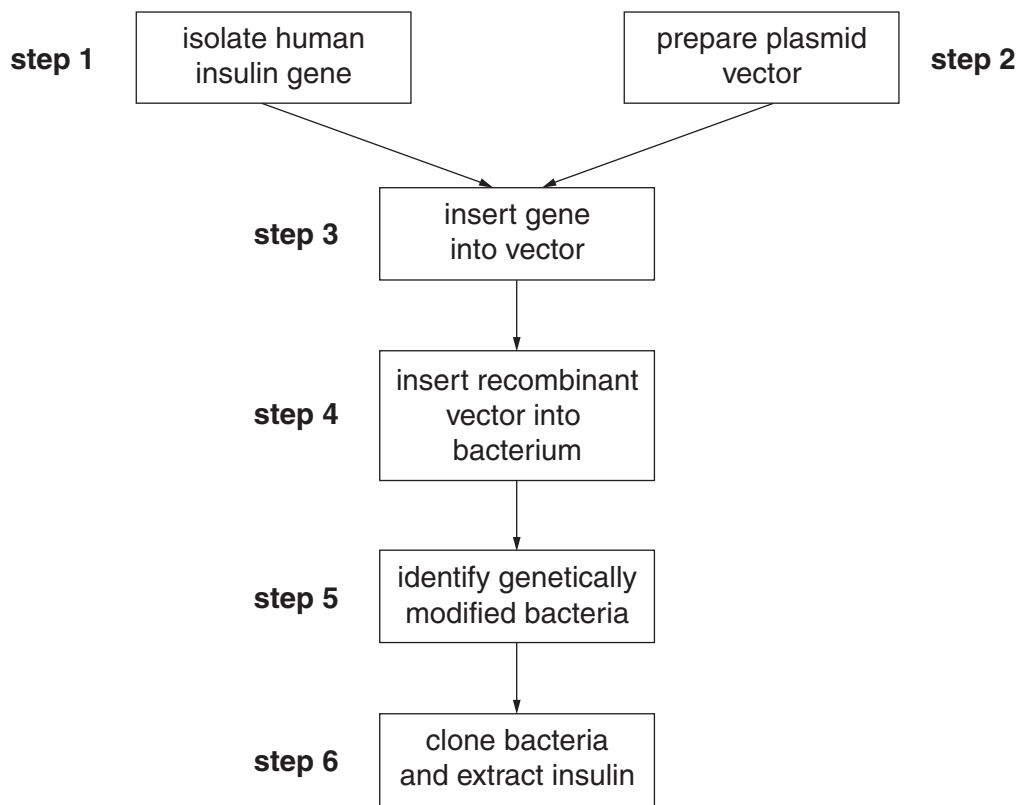 step 1
isolate human
insulin gene
prepare plasmid
vector
step 2
step 3
insert gene
into vector
step 4
insert recombinant
vector into
bacterium
step 5
identify genetically
modified bacteria
step 6
clone bacteria
and extract insulin